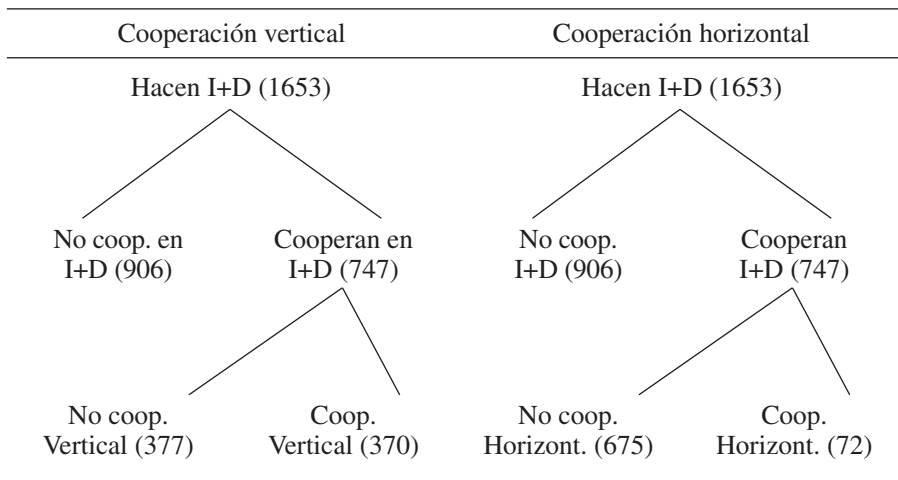 Cooperación vertical Cooperación horizontal
Hacen I+D (1653) Hacen I+D (1653)
No coop. en Cooperan en No coop. Cooperan
I+D (906) I+D (747) I+D (906) I+D (747)
No coop. Coop. No coop. Coop.
Vertical (377) Vertical (370) Horizont. (675) Horizont. (72)